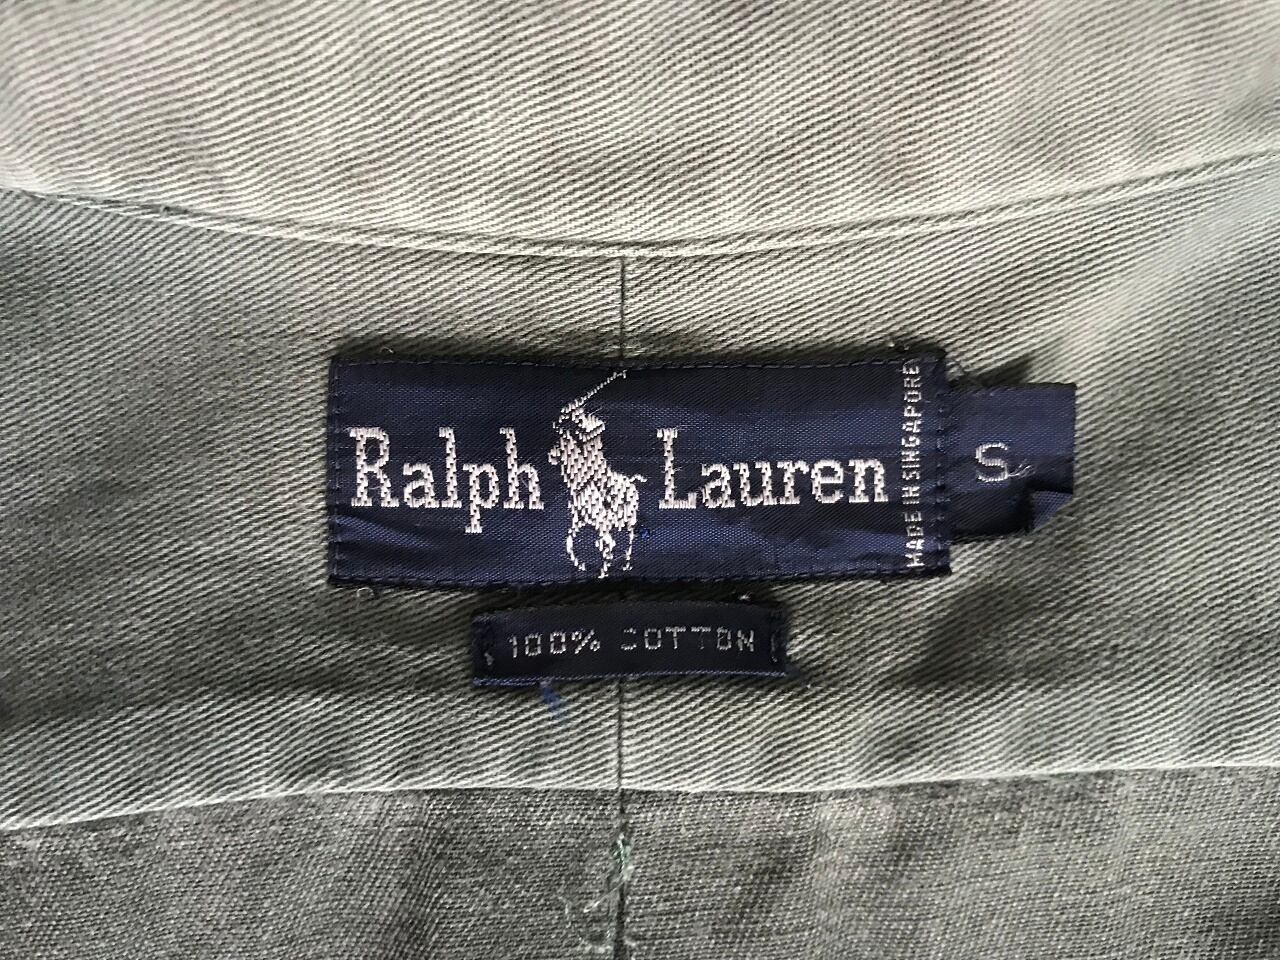 Ralph Lauren
MADE IN SINGAPORE
S
100% COTTON